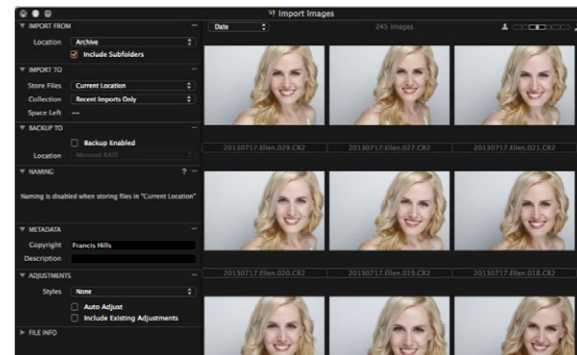 Import Images
IMPORT FROM
Location Archive
Include Subfolders
IMPORT TO
Store Files Current Location
Collection Recent Imports Only
Space Left ---
BACKUP TO
Backup Enabled
Location Mirrored RAID
NAMING ?
Naming is disabled when storing files in "Current Location"
METADATA
Copyright Francis Hills
Description
ADJUSTMENTS
Styles None
Auto Adjust
Include Existing Adjustments
FILE INFO
Date 245 images
20130717.Ellen.029.CR2 20130717.Ellen.027.CR2 20130717.Ellen.021.CR2
20130717.Ellen.020.CR2 20130717.Ellen.019.CR2 20130717.Ellen.018.CR2